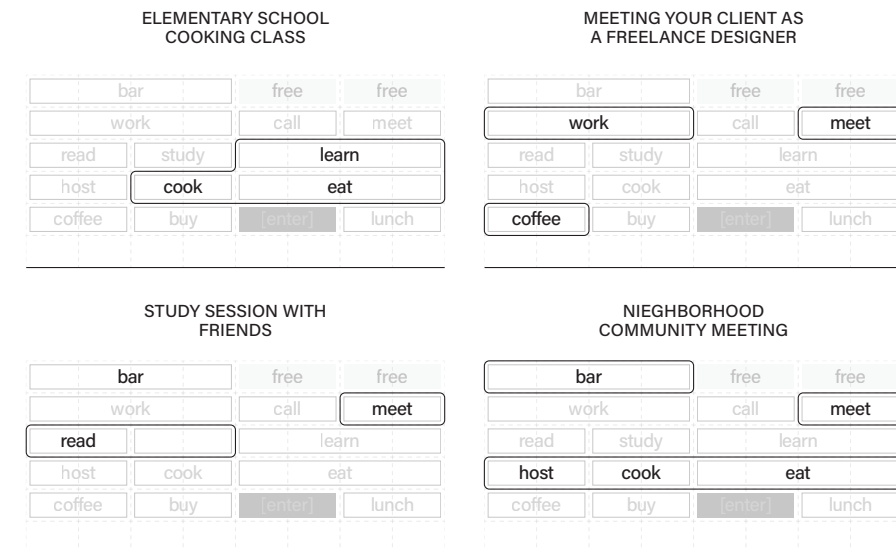 ELEMENTARY SCHOOL
COOKING CLASS
bar free free
work call meet
read study learn
host cook eat
coffee buy [enter] lunch
MEETING YOUR CLIENT AS
A FREELANCE DESIGNER
bar free free
work call meet
read study learn
host cook eat
coffee buy [enter] lunch
STUDY SESSION WITH
FRIENDS
bar free free
work call meet
read learn
host cook eat
coffee buy [enter] lunch
NIEGHBORHOOD
COMMUNITY MEETING
bar free free
work call meet
read study learn
host cook eat
coffee buy [enter] lunch